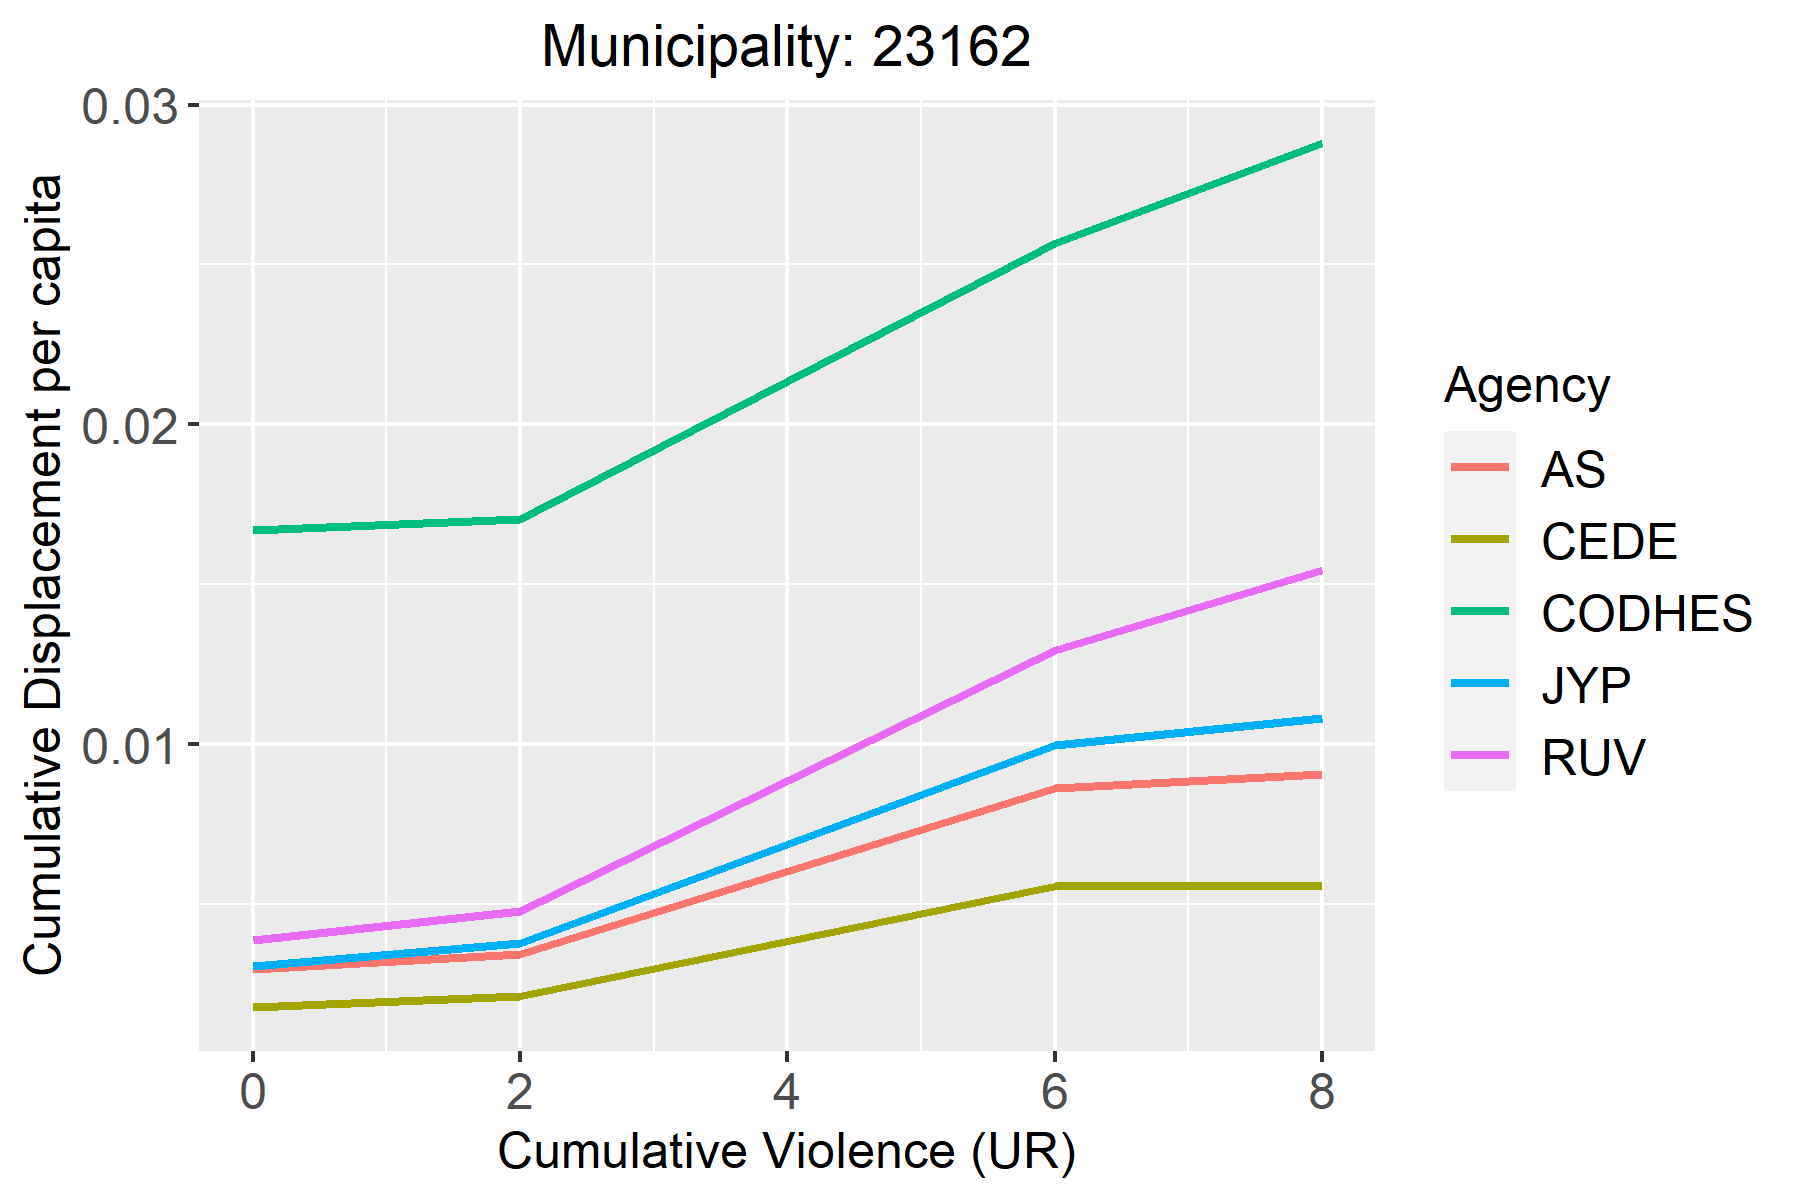 Municipality: 23162
0.03
0.02
0.01
Cumulative Displacement per capita
0 2 4 6 8
Cumulative Violence (UR)
Agency
AS
CEDE
CODHES
JYP
RUV